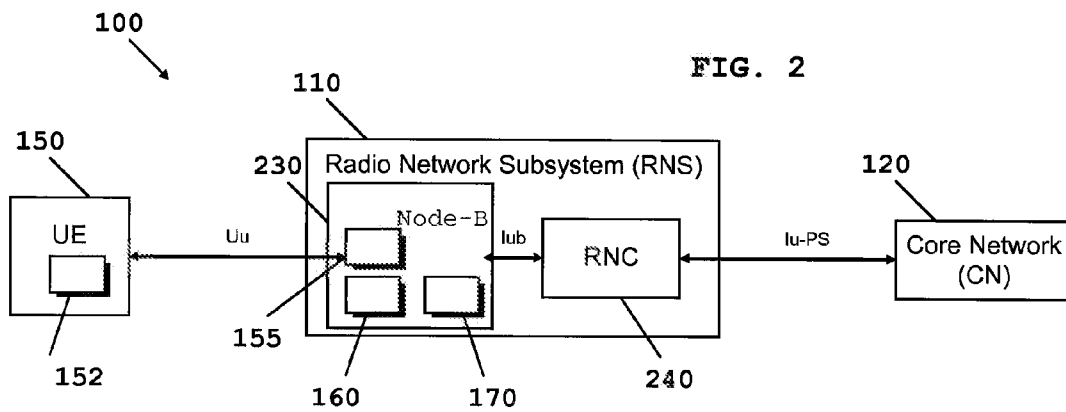 100
FIG. 2
110
150
230
Radio Network Subsystem (RNS)
120
Node-B
UE
Uu
Iub
RNC
Iu-PS
Core Network
(CN)
155
152
160
170
240